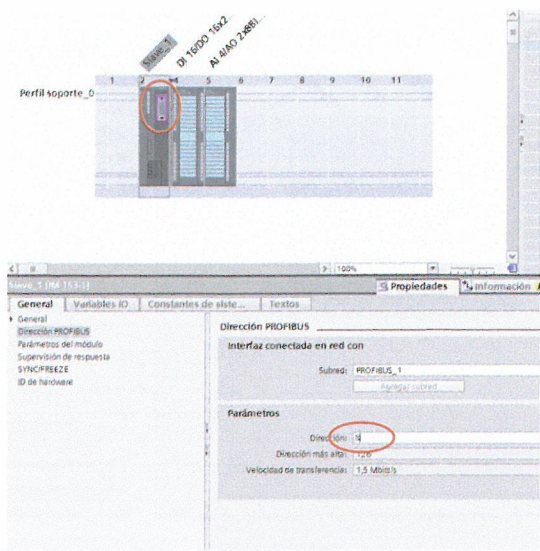 Slave_1
DI 16/DO 16x2...
AI 4/AO 2x8BI...
1 2 4 5 6 7 8 9 10 11
Perfil soporte_0
100%
Slave_1 [IM 153-1]
Propiedades Información
General Variables IO Constantes de siste... Textos
General
Dirección PROFIBUS
Parámetros del módulo
Supervisión de respuesta
SYNC/FREEZE
ID de hardware
Dirección PROFIBUS
Interfaz conectada en red con
Subred: PROFIBUS_1
Agregar subred
Parámetros
Dirección:
Dirección más alta: 126
Velocidad de transferencia: 1,5 Mbits/s